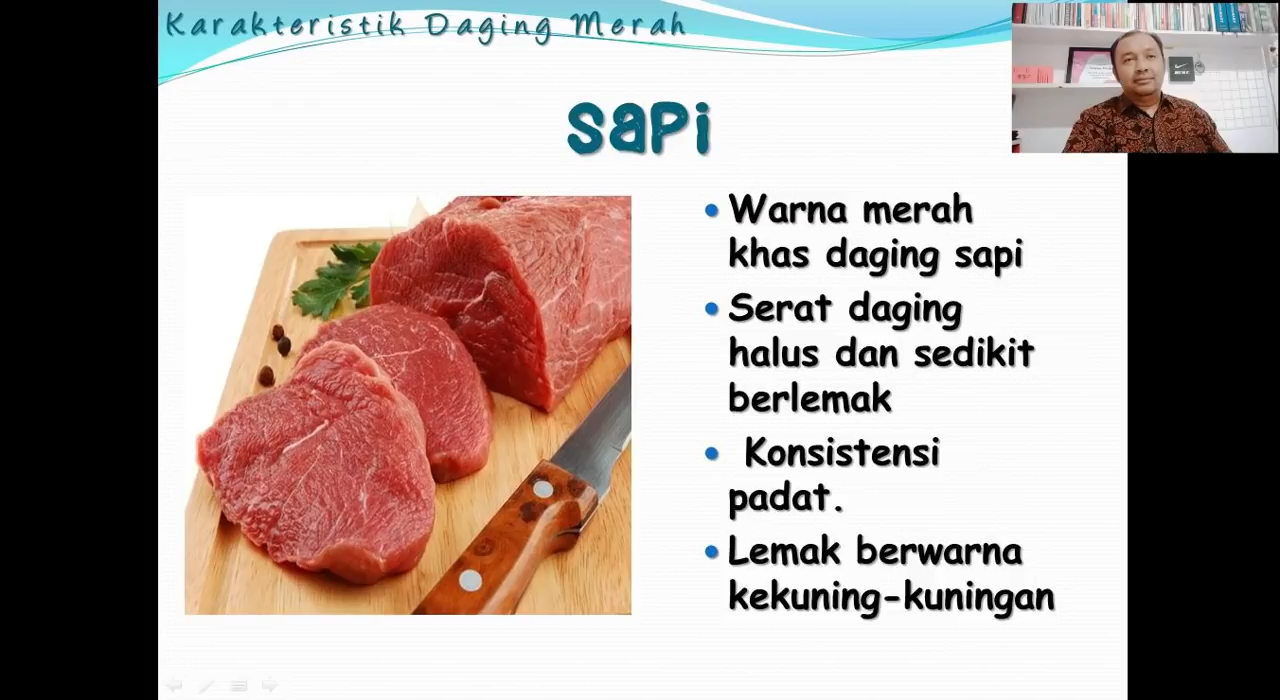 Karakteristik Daging Merah
sapi
• Warna merah
khas daging sapi
• Serat daging
halus dan sedikit
berlemak
• Konsistensi
padat.
• Lemak berwarna
kekuning-kuningan